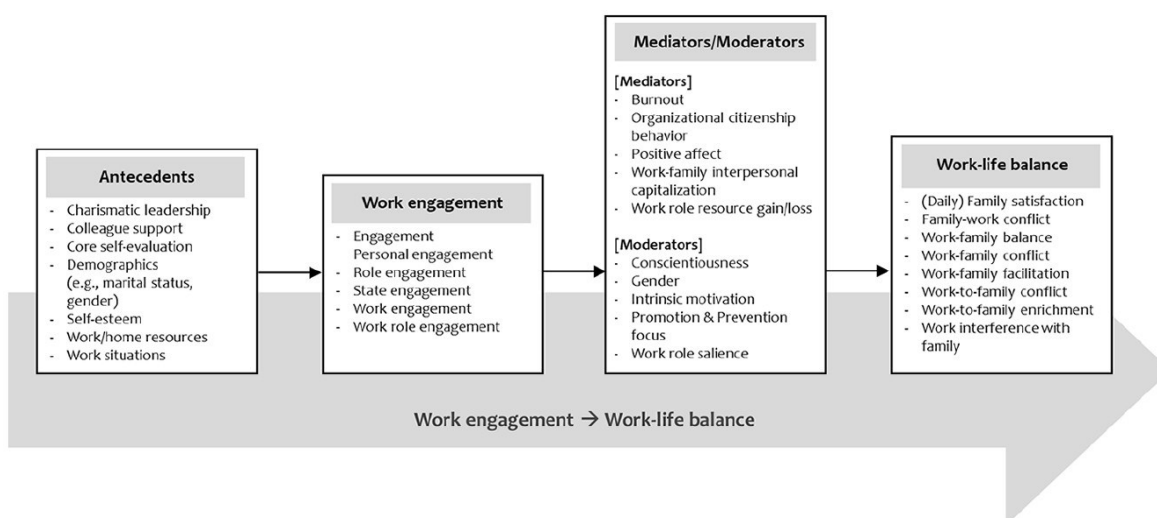 Antecedents
- Charismatic leadership
- Colleague support
- Core self-evaluation
- Demographics
(e.g., marital status,
gender)
- Self-esteem
- Work/home resources
- Work situations
Work engagement
- Engagement
Personal engagement
- Role engagement
- State engagement
- Work engagement
- Work role engagement
Mediators/Moderators
[Mediators]
- Burnout
- Organizational citizenship
behavior
- Positive affect
- Work-family interpersonal
capitalization
- Work role resource gain/loss
[Moderators]
- Conscientiousness
- Gender
- Intrinsic motivation
- Promotion & Prevention
focus
- Work role salience
Work-life balance
- (Daily) Family satisfaction
- Family-work conflict
- Work-family balance
- Work-family conflict
- Work-family facilitation
- Work-to-family conflict
- Work-to-family enrichment
- Work interference with
family
Work engagement → Work-life balance